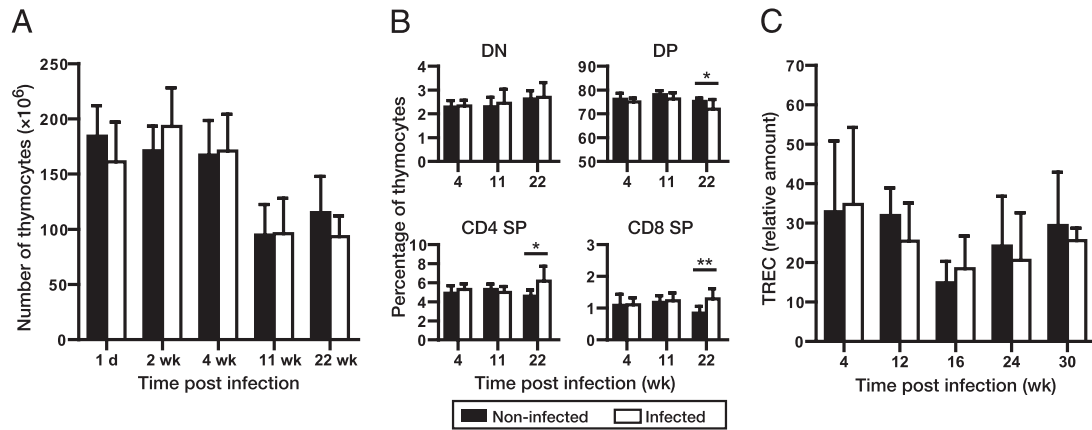 A
Number of thymocytes (×10⁶)
250
200
150
100
50
0
1 d 2 wk 4 wk 11 wk 22 wk
Time post infection
B
Percentage of thymocytes
DN
4
3
2
1
0
4 11 22
DP
90
80
70
60
50
*
4 11 22
CD4 SP
10
8
6
4
2
0
*
4 11 22
CD8 SP
3
2
1
0
**
4 11 22
Time post infection (wk)
Non-infected Infected
C
TREC (relative amount)
70
60
50
40
30
20
10
0
4 12 16 24 30
Time post infection (wk)